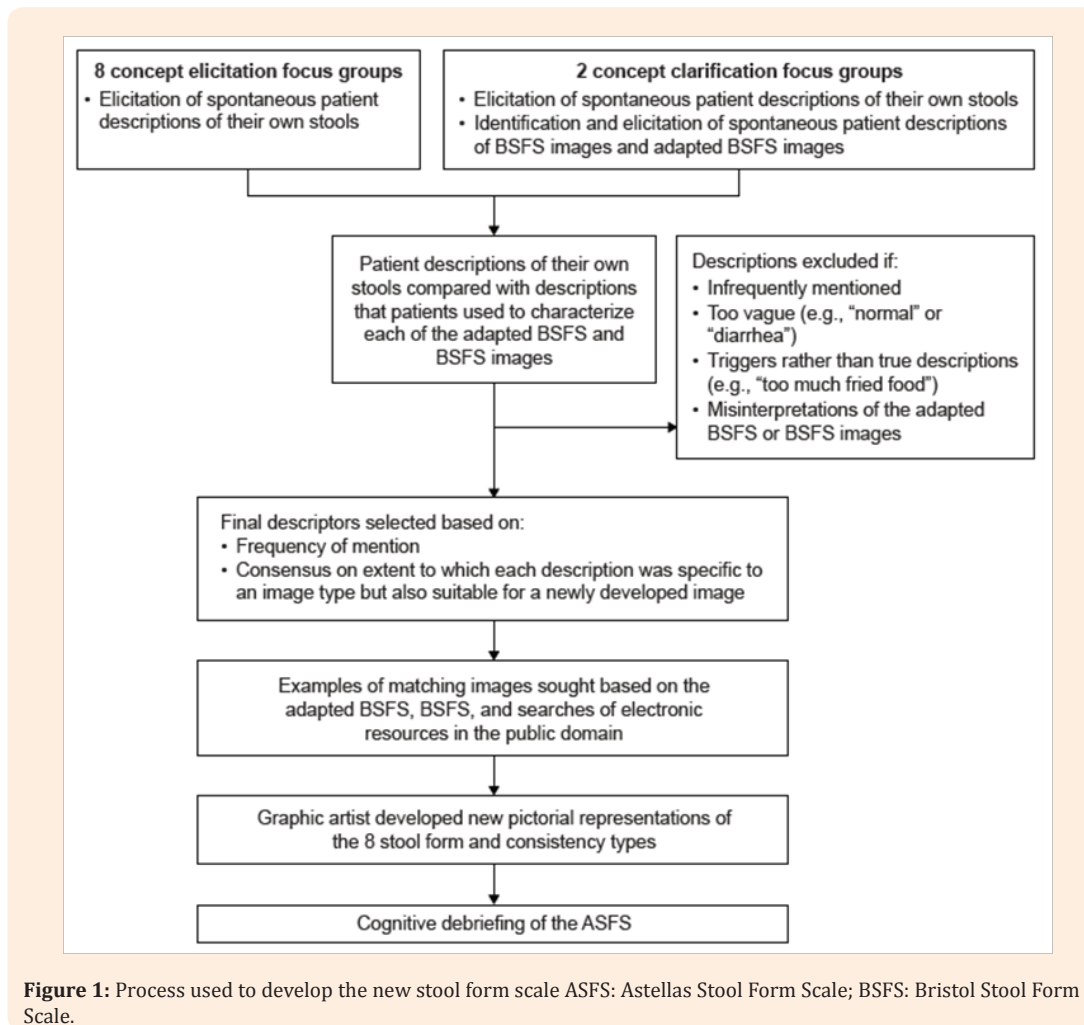 8 concept elicitation focus groups
• Elicitation of spontaneous patient
descriptions of their own stools
2 concept clarification focus groups
• Elicitation of spontaneous patient descriptions of their own stools
• Identification and elicitation of spontaneous patient descriptions
of BSFS images and adapted BSFS images
Patient descriptions of their own
stools compared with descriptions
that patients used to characterize
each of the adapted BSFS and
BSFS images
Descriptions excluded if:
• Infrequently mentioned
• Too vague (e.g., “normal” or
“diarrhea”)
• Triggers rather than true descriptions
(e.g., “too much fried food”)
• Misinterpretations of the adapted
BSFS or BSFS images
Final descriptors selected based on:
• Frequency of mention
• Consensus on extent to which each description was specific to
an image type but also suitable for a newly developed image
Examples of matching images sought based on the
adapted BSFS, BSFS, and searches of electronic
resources in the public domain
Graphic artist developed new pictorial representations of
the 8 stool form and consistency types
Cognitive debriefing of the ASFS
Figure 1: Process used to develop the new stool form scale ASFS: Astellas Stool Form Scale; BSFS: Bristol Stool Form
Scale.